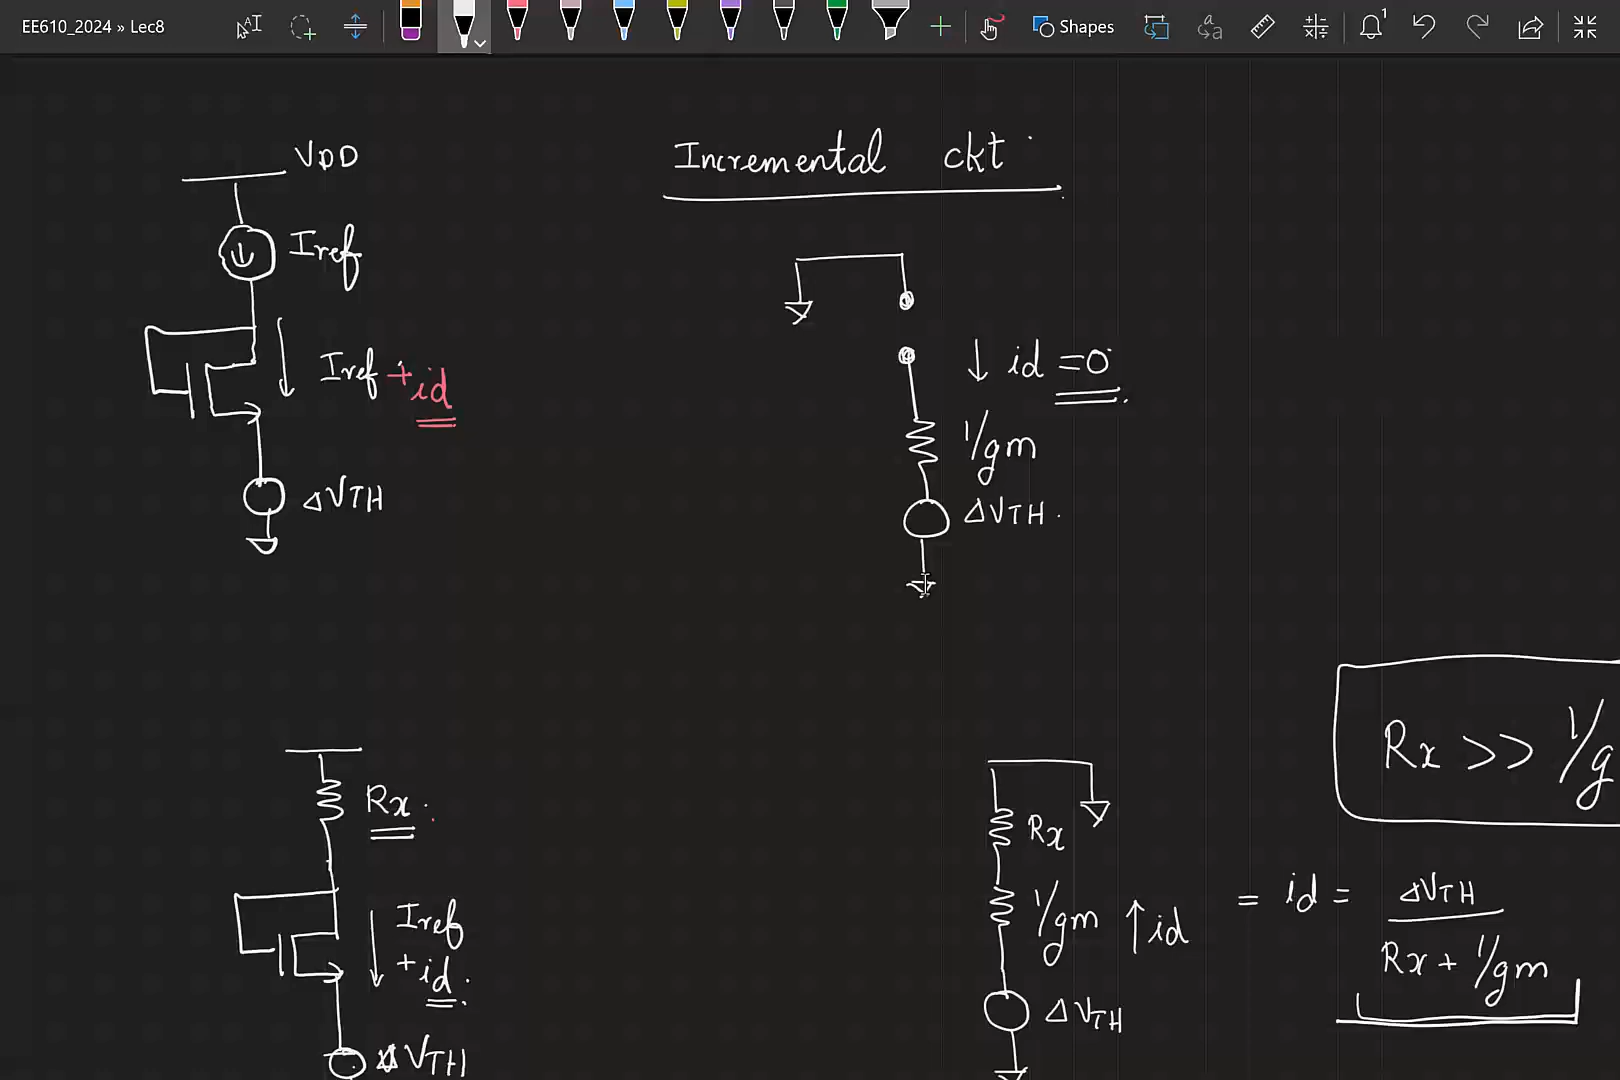 EE610_2024 » Lec8
Shapes
1
VDD
Incremental ckt
Iref
Iref + id
↓ id = 0
1/gm
ΔVTH
ΔVTH
Rx >> 1/g
Rx
Rx
Iref
+ id
1/gm ↑ id
= id = ΔVTH
Rx + 1/gm
ΔVTH
ΔVTH